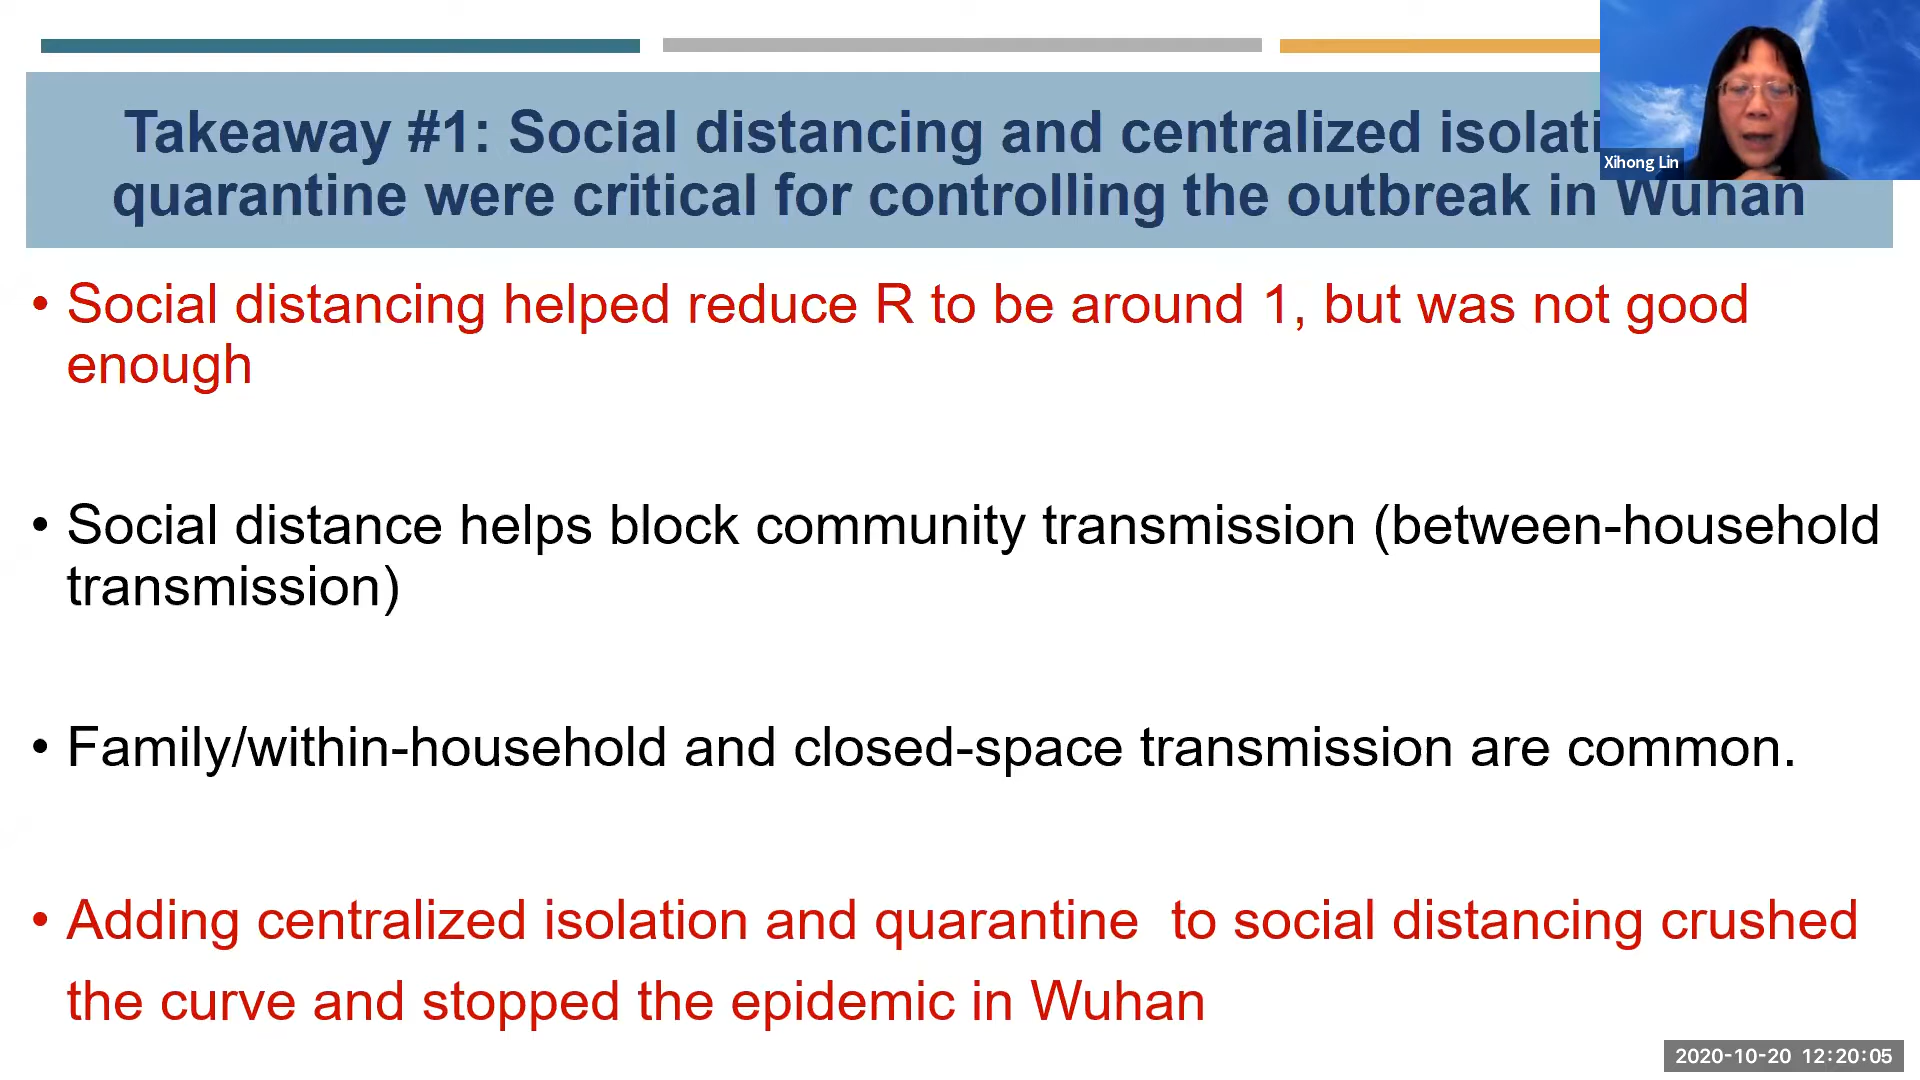 Takeaway #1: Social distancing and centralized
quarantine were critical for controlling the outbreak in Wuhan
Xihong Lin
• Social distancing helped reduce R to be around 1, but was not good
enough
• Social distance helps block community transmission (between-household
transmission)
• Family/within-household and closed-space transmission are common.
• Adding centralized isolation and quarantine to social distancing crushed
the curve and stopped the epidemic in Wuhan
2020-10-20 12:20:05